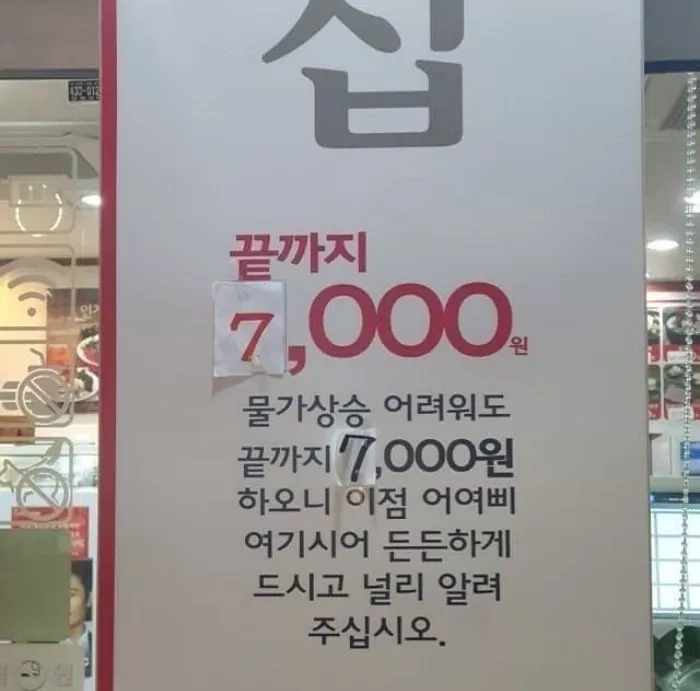 십
끝까지
7,000원
물가상승 어려워도
끝까지 7,000원
하오니 이점 어여삐
여기시어 든든하게
드시고 널리 알려
주십시오.